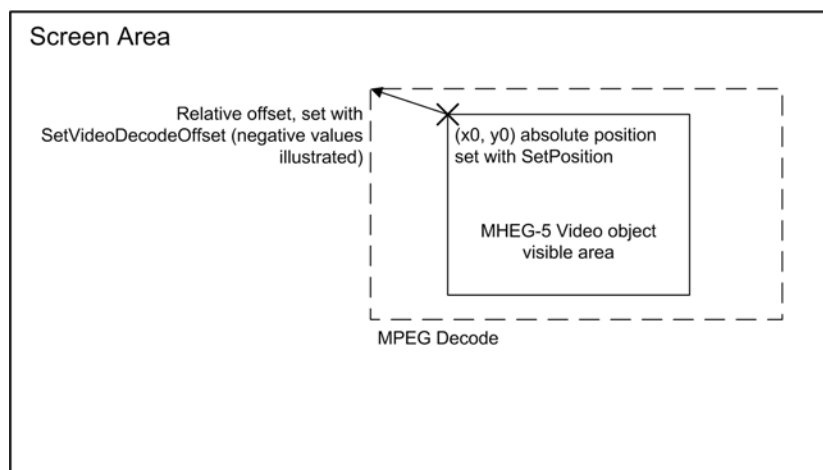 Screen Area
Relative offset, set with
SetVideoDecodeOffset (negative values
illustrated)
(x0, y0) absolute position
set with SetPosition
MHEG-5 Video object
visible area
MPEG Decode